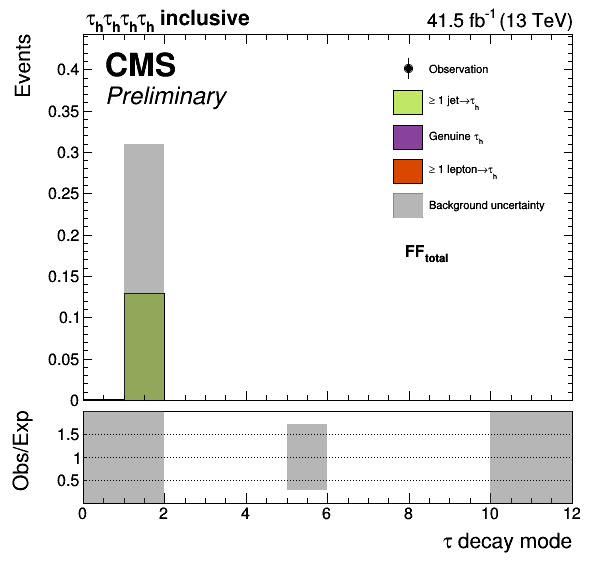 τhτhτhτh inclusive
41.5 fb-1 (13 TeV)
CMS
Preliminary
Events
0.4
0.35
0.3
0.25
0.2
0.15
0.1
0.05
0
Observation
≥ 1 jet→τh
Genuine τh
≥ 1 lepton→τh
Background uncertainty
FFtotal
Obs/Exp
1.5
1
0.5
0 2 4 6 8 10 12
τ decay mode